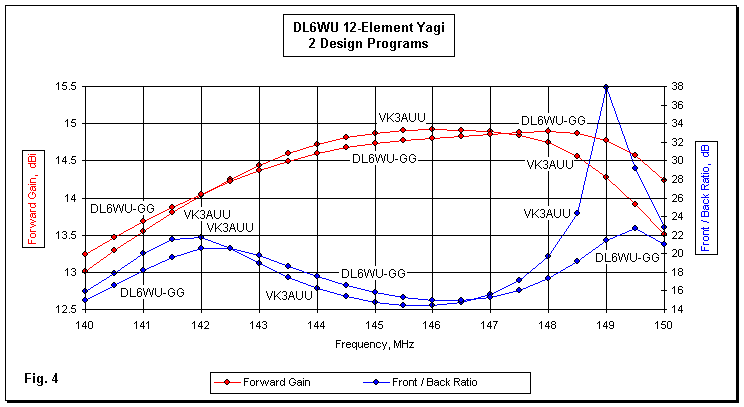 DL6WU 12-Element Yagi
2 Design Programs
15.5
15
14.5
14
13.5
13
12.5
Forward Gain, dBi
38
36
34
32
30
28
26
24
22
20
18
16
14
Front / Back Ratio, dB
VK3AUU
DL6WU-GG
DL6WU-GG
VK3AUU
DL6WU-GG
VK3AUU
VK3AUU
VK3AUU
DL6WU-GG
DL6WU-GG
DL6WU-GG
VK3AUU
140 141 142 143 144 145 146 147 148 149 150
Frequency, MHz
Fig. 4
Forward Gain Front / Back Ratio